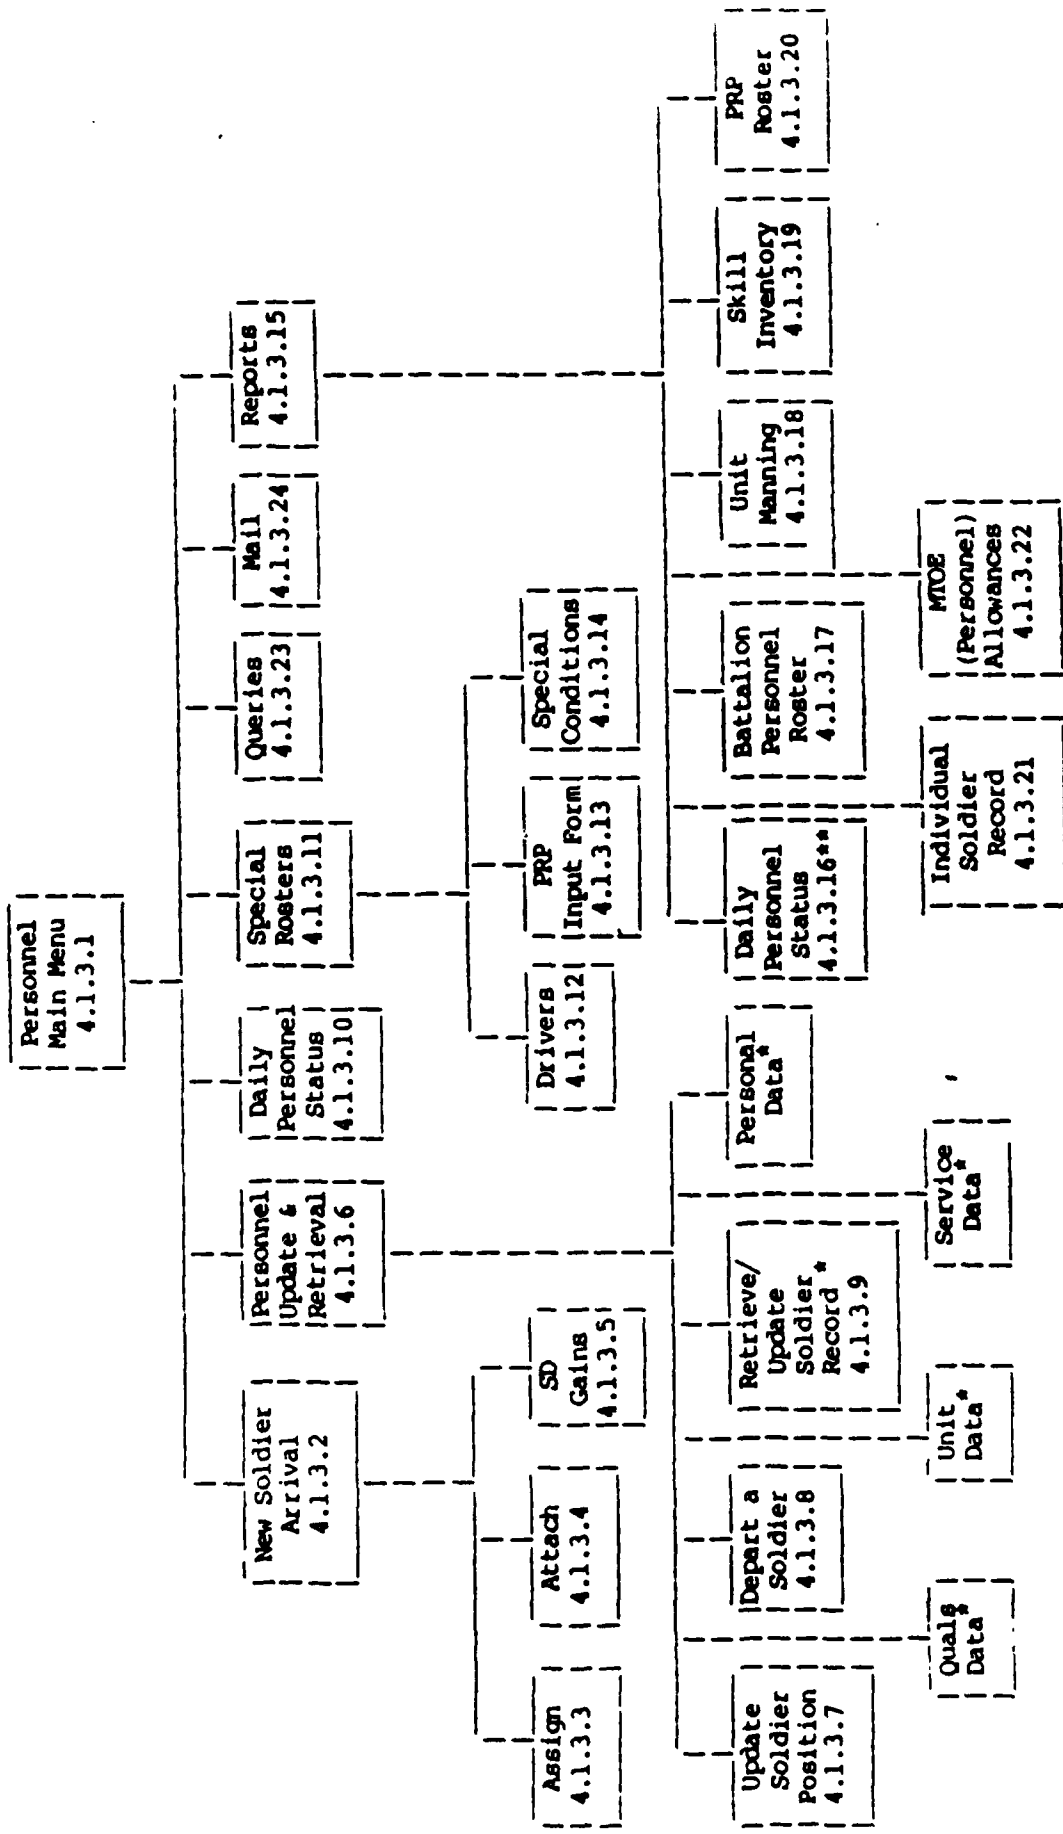 Personnel
Main Menu
4.1.3.1
New Soldier
Arrival
4.1.3.2
Personnel
Update &
Retrieval
4.1.3.6
Daily
Personnel
Status
4.1.3.10
Special
Rosters
4.1.3.11
Queries
4.1.3.23
Mail
4.1.3.24
Reports
4.1.3.15
Assign
4.1.3.3
Attach
4.1.3.4
SD
Gains
4.1.3.5
Drivers
4.1.3.12
PRP
Input Form
4.1.3.13
Special
Conditions
4.1.3.14
Update
Soldier
Position
4.1.3.7
Depart a
Soldier
4.1.3.8
Retrieve/
Update
Soldier
Record *
4.1.3.9
Personal
Data*
Daily
Personnel
Status
4.1.3.16**
Battalion
Personnel
Roster
4.1.3.17
Unit
Manning
4.1.3.18
Skill
Inventory
4.1.3.19
PRP
Roster
4.1.3.20
Quals
Data*
Unit
Data*
Service
Data*
Individual
Soldier
Record
4.1.3.21
MTOE
(Personnel)
Allowances
4.1.3.22